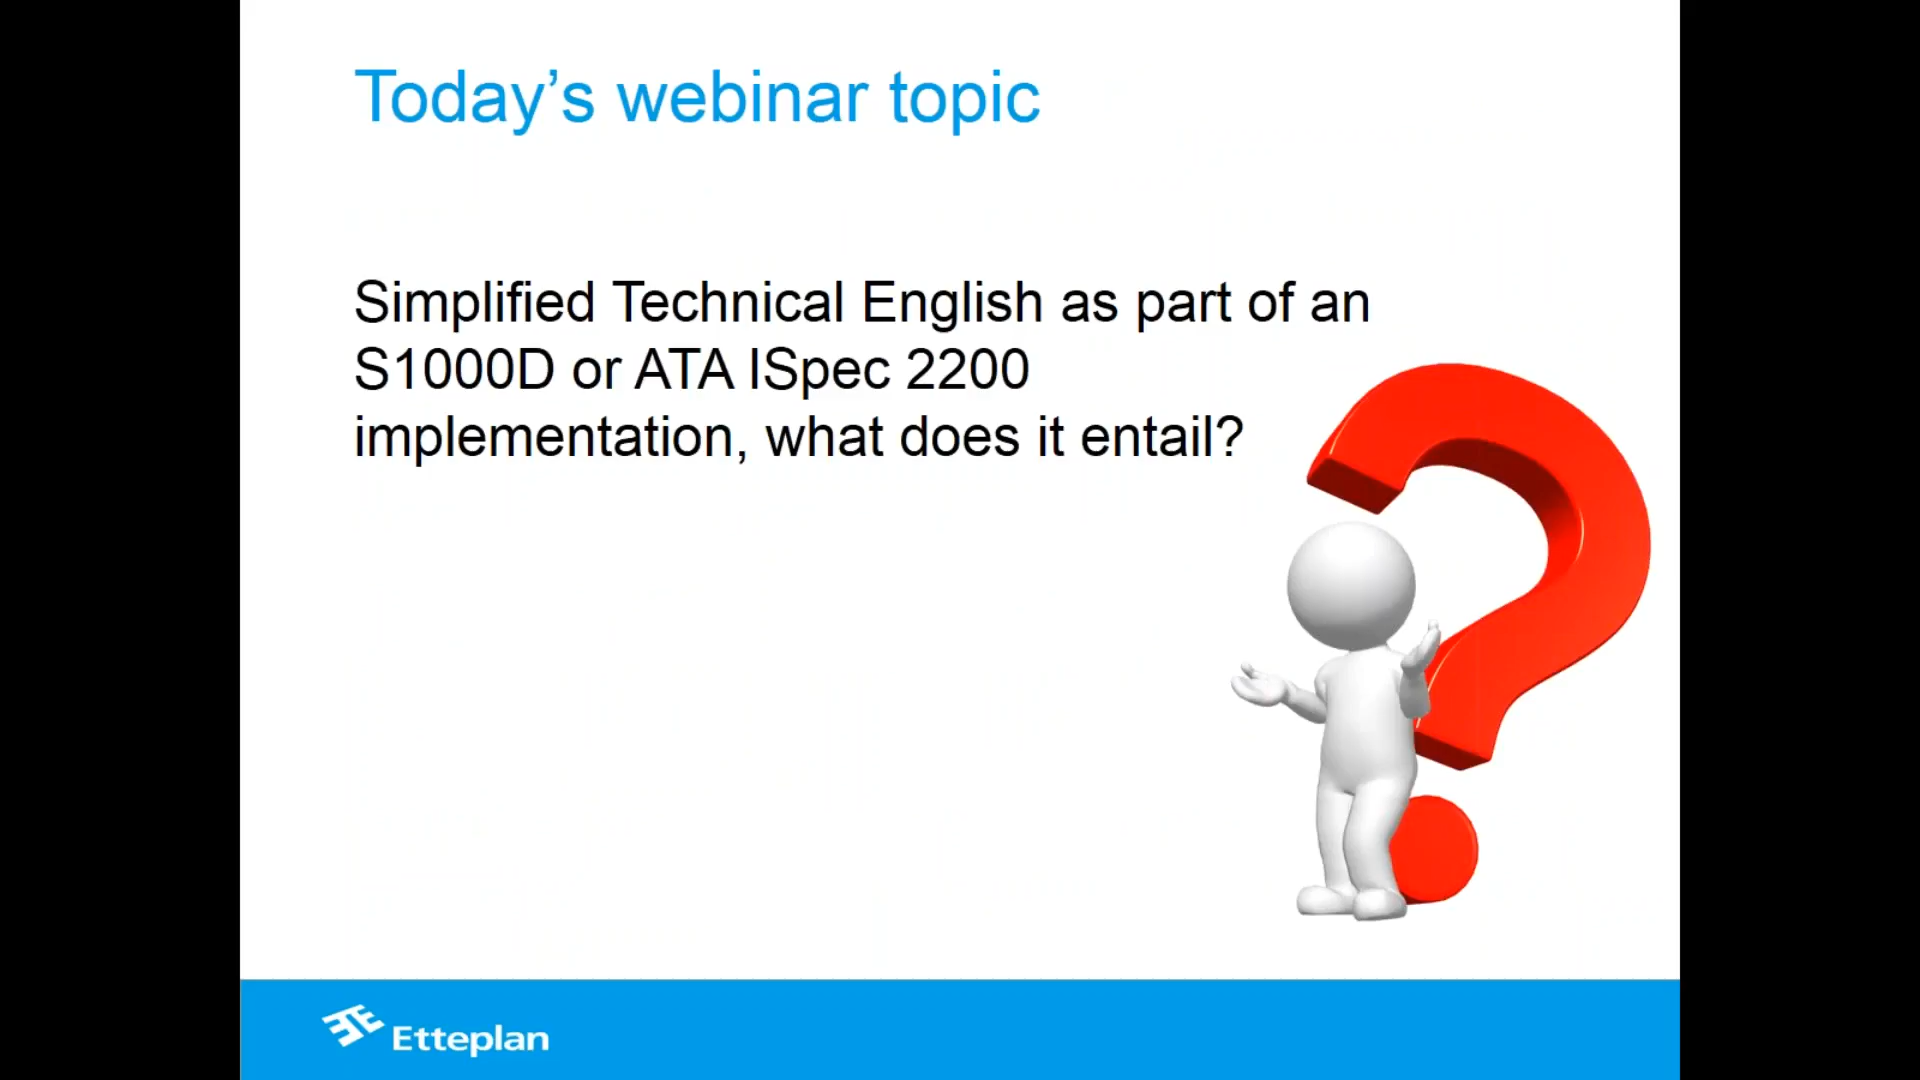 Today’s webinar topic
Simplified Technical English as part of an
S1000D or ATA ISpec 2200
implementation, what does it entail?
Etteplan